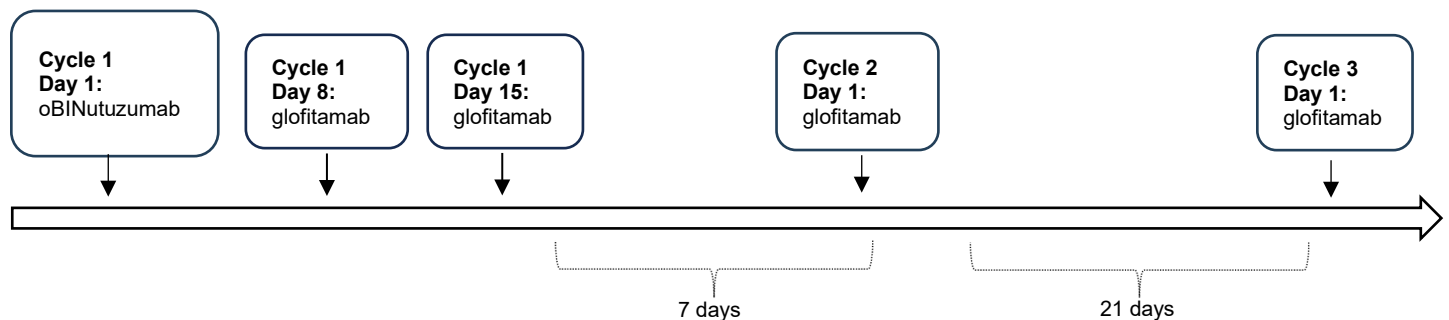 Cycle 1
Day 1:
oBINutuzumab
Cycle 1
Day 8:
glofitamab
Cycle 1
Day 15:
glofitamab
Cycle 2
Day 1:
glofitamab
Cycle 3
Day 1:
glofitamab
7 days
21 days